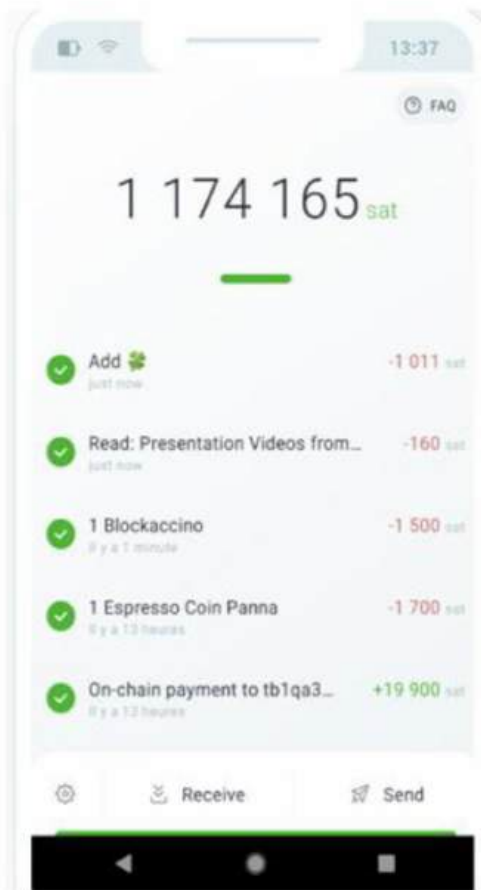 13:37
FAQ
1 174 165 sat
Add 🍀 -1 011 sat
just now
Read: Presentation Videos from... -160 sat
just now
1 Blockaccino -1 500 sat
Il y a 1 minute
1 Espresso Coin Panna -1 700 sat
Il y a 13 heures
On-chain payment to tb1qa3... +19 900 sat
Il y a 13 heures
Receive Send